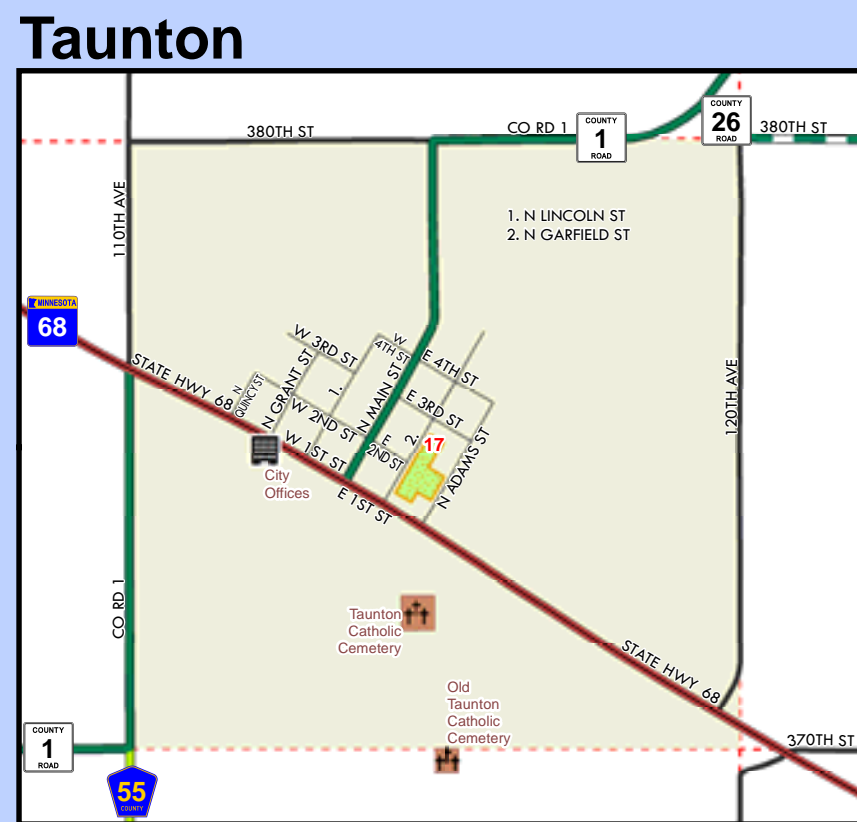 Taunton
380TH ST
CO RD 1
COUNTY
1
ROAD
COUNTY
26
ROAD
380TH ST
110TH AVE
1. N LINCOLN ST
2. N GARFIELD ST
MINNESOTA
68
STATE HWY 68
N
QUINCY ST
N GRANT ST
W 3RD ST
1.
W
4TH ST
E 4TH ST
N MAIN ST
W 2ND ST
E 3RD ST
W 1ST ST
E
2ND ST
2.
17
N ADAMS ST
120TH AVE
City
Offices
E 1ST ST
CO RD 1
Taunton
Catholic
Cemetery
STATE HWY 68
Old
Taunton
Catholic
Cemetery
COUNTY
1
ROAD
370TH ST
55
COUNTY